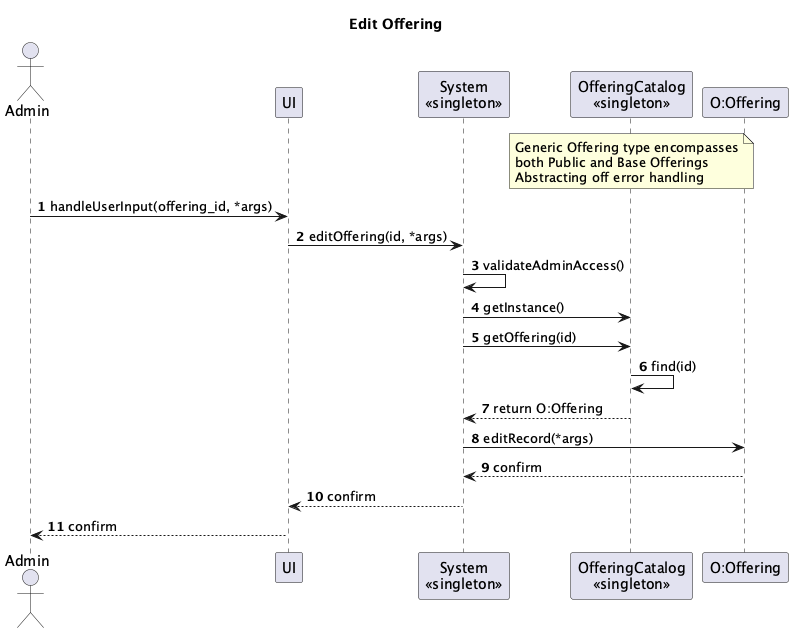 Edit Offering
Admin
UI
System
«singleton»
OfferingCatalog
«singleton»
O:Offering
Generic Offering type encompasses
both Public and Base Offerings
Abstracting off error handling
1 handleUserInput(offering_id, *args)
2 editOffering(id, *args)
3 validateAdminAccess()
4 getInstance()
5 getOffering(id)
6 find(id)
7 return O:Offering
8 editRecord(*args)
9 confirm
10 confirm
11 confirm
Admin
UI
System
«singleton»
OfferingCatalog
«singleton»
O:Offering